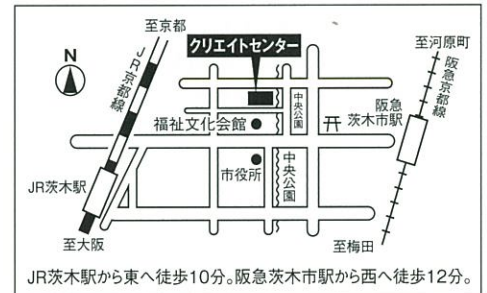 至京都
至河原町
N
クリエイトセンター
JR京都線
阪急京都線
中央公園
阪急
茨木市駅
福祉文化会館
市役所
中央公園
JR茨木駅
至大阪
至梅田
JR茨木駅から東へ徒歩10分。阪急茨木市駅から西へ徒歩12分。